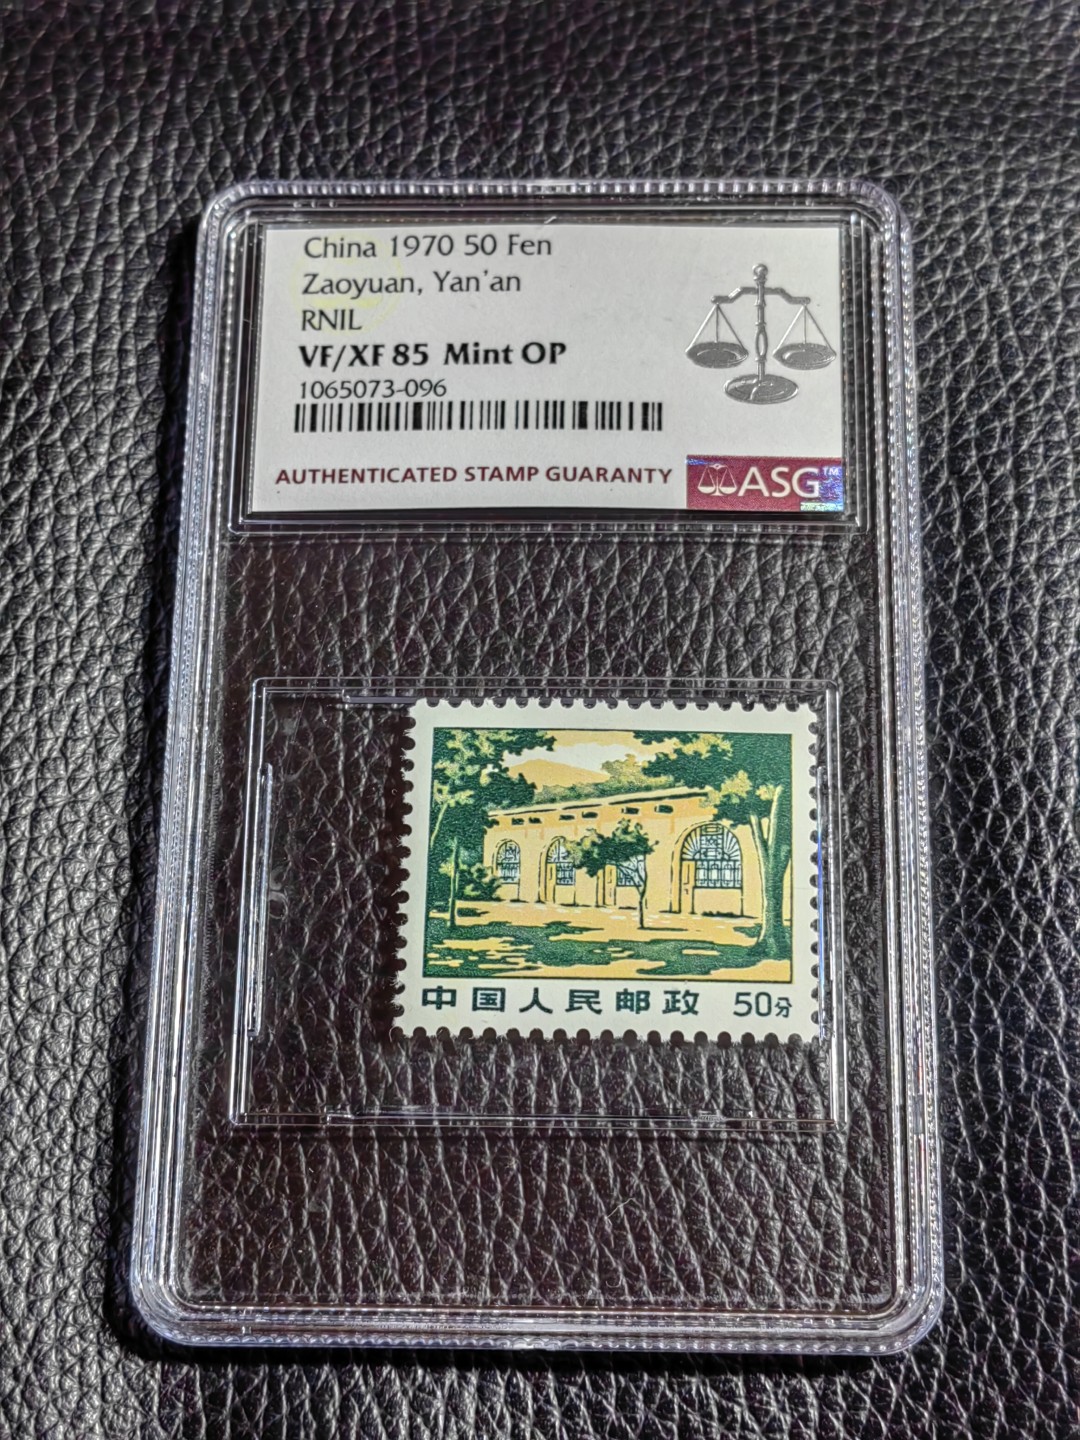 China 1970 50 Fen
Zaoyuan, Yan'an
RNIL
VF/XF 85 Mint OP
1065073-096
AUTHENTICATED STAMP GUARANTY
ASG™
中国人民邮政 50分